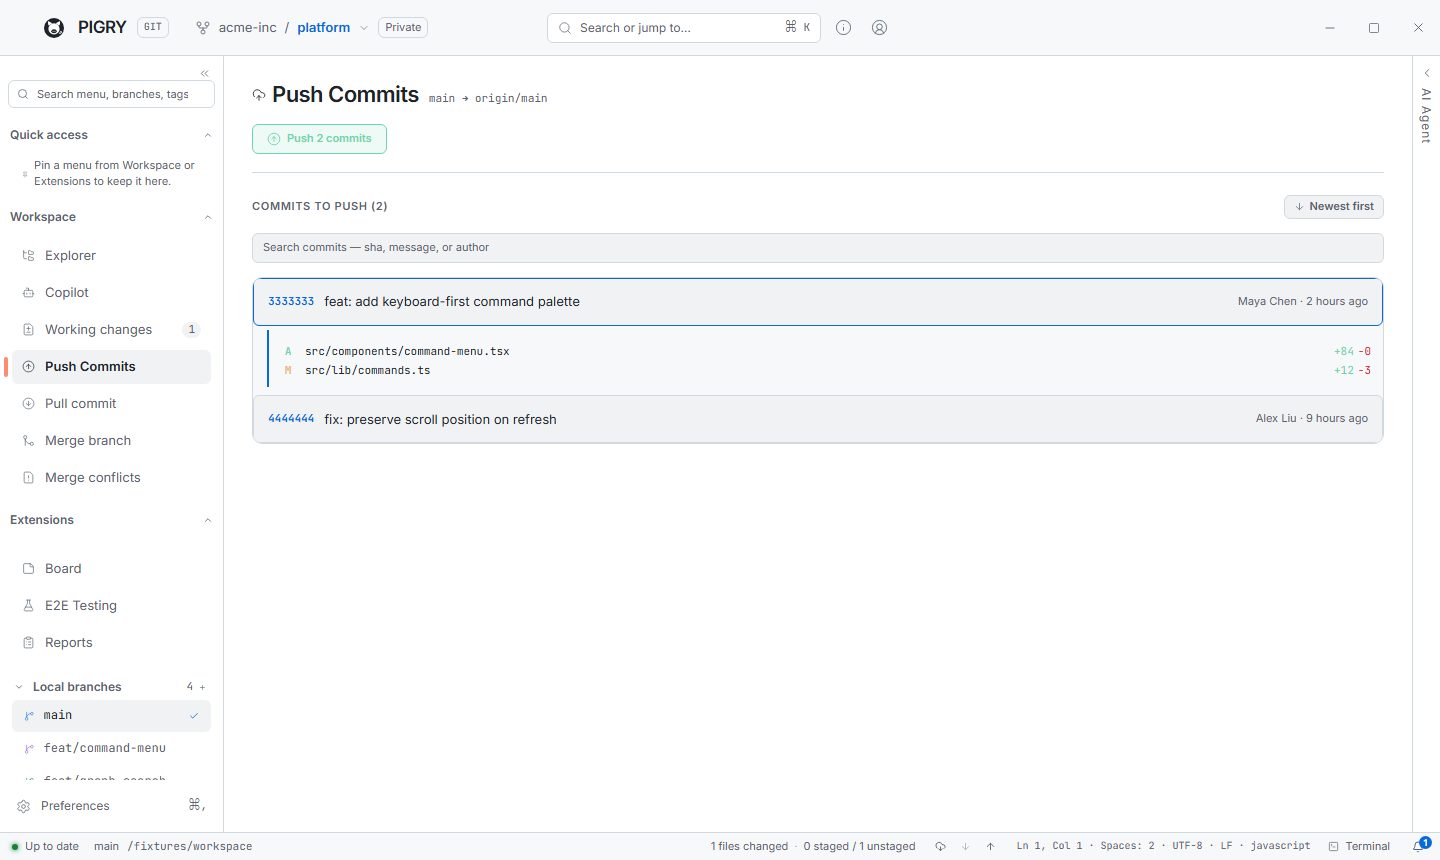 PIGRY GIT acme-inc / platform Private Search or jump to... ⌘ K
Search menu, branches, tags
Quick access
Pin a menu from Workspace or
Extensions to keep it here.
Workspace
Explorer
Copilot
Working changes 1
Push Commits
Pull commit
Merge branch
Merge conflicts
Extensions
Board
E2E Testing
Reports
Local branches 4 +
main
feat/command-menu
Preferences ⌘,
Push Commits main → origin/main
Push 2 commits
COMMITS TO PUSH (2) ↓ Newest first
Search commits — sha, message, or author
3333333 feat: add keyboard-first command palette Maya Chen · 2 hours ago
A src/components/command-menu.tsx +84 -0
M src/lib/commands.ts +12 -3
4444444 fix: preserve scroll position on refresh Alex Liu · 9 hours ago
AI Agent
Up to date main /fixtures/workspace 1 files changed · 0 staged / 1 unstaged Ln 1, Col 1 · Spaces: 2 · UTF-8 · LF · javascript Terminal 1